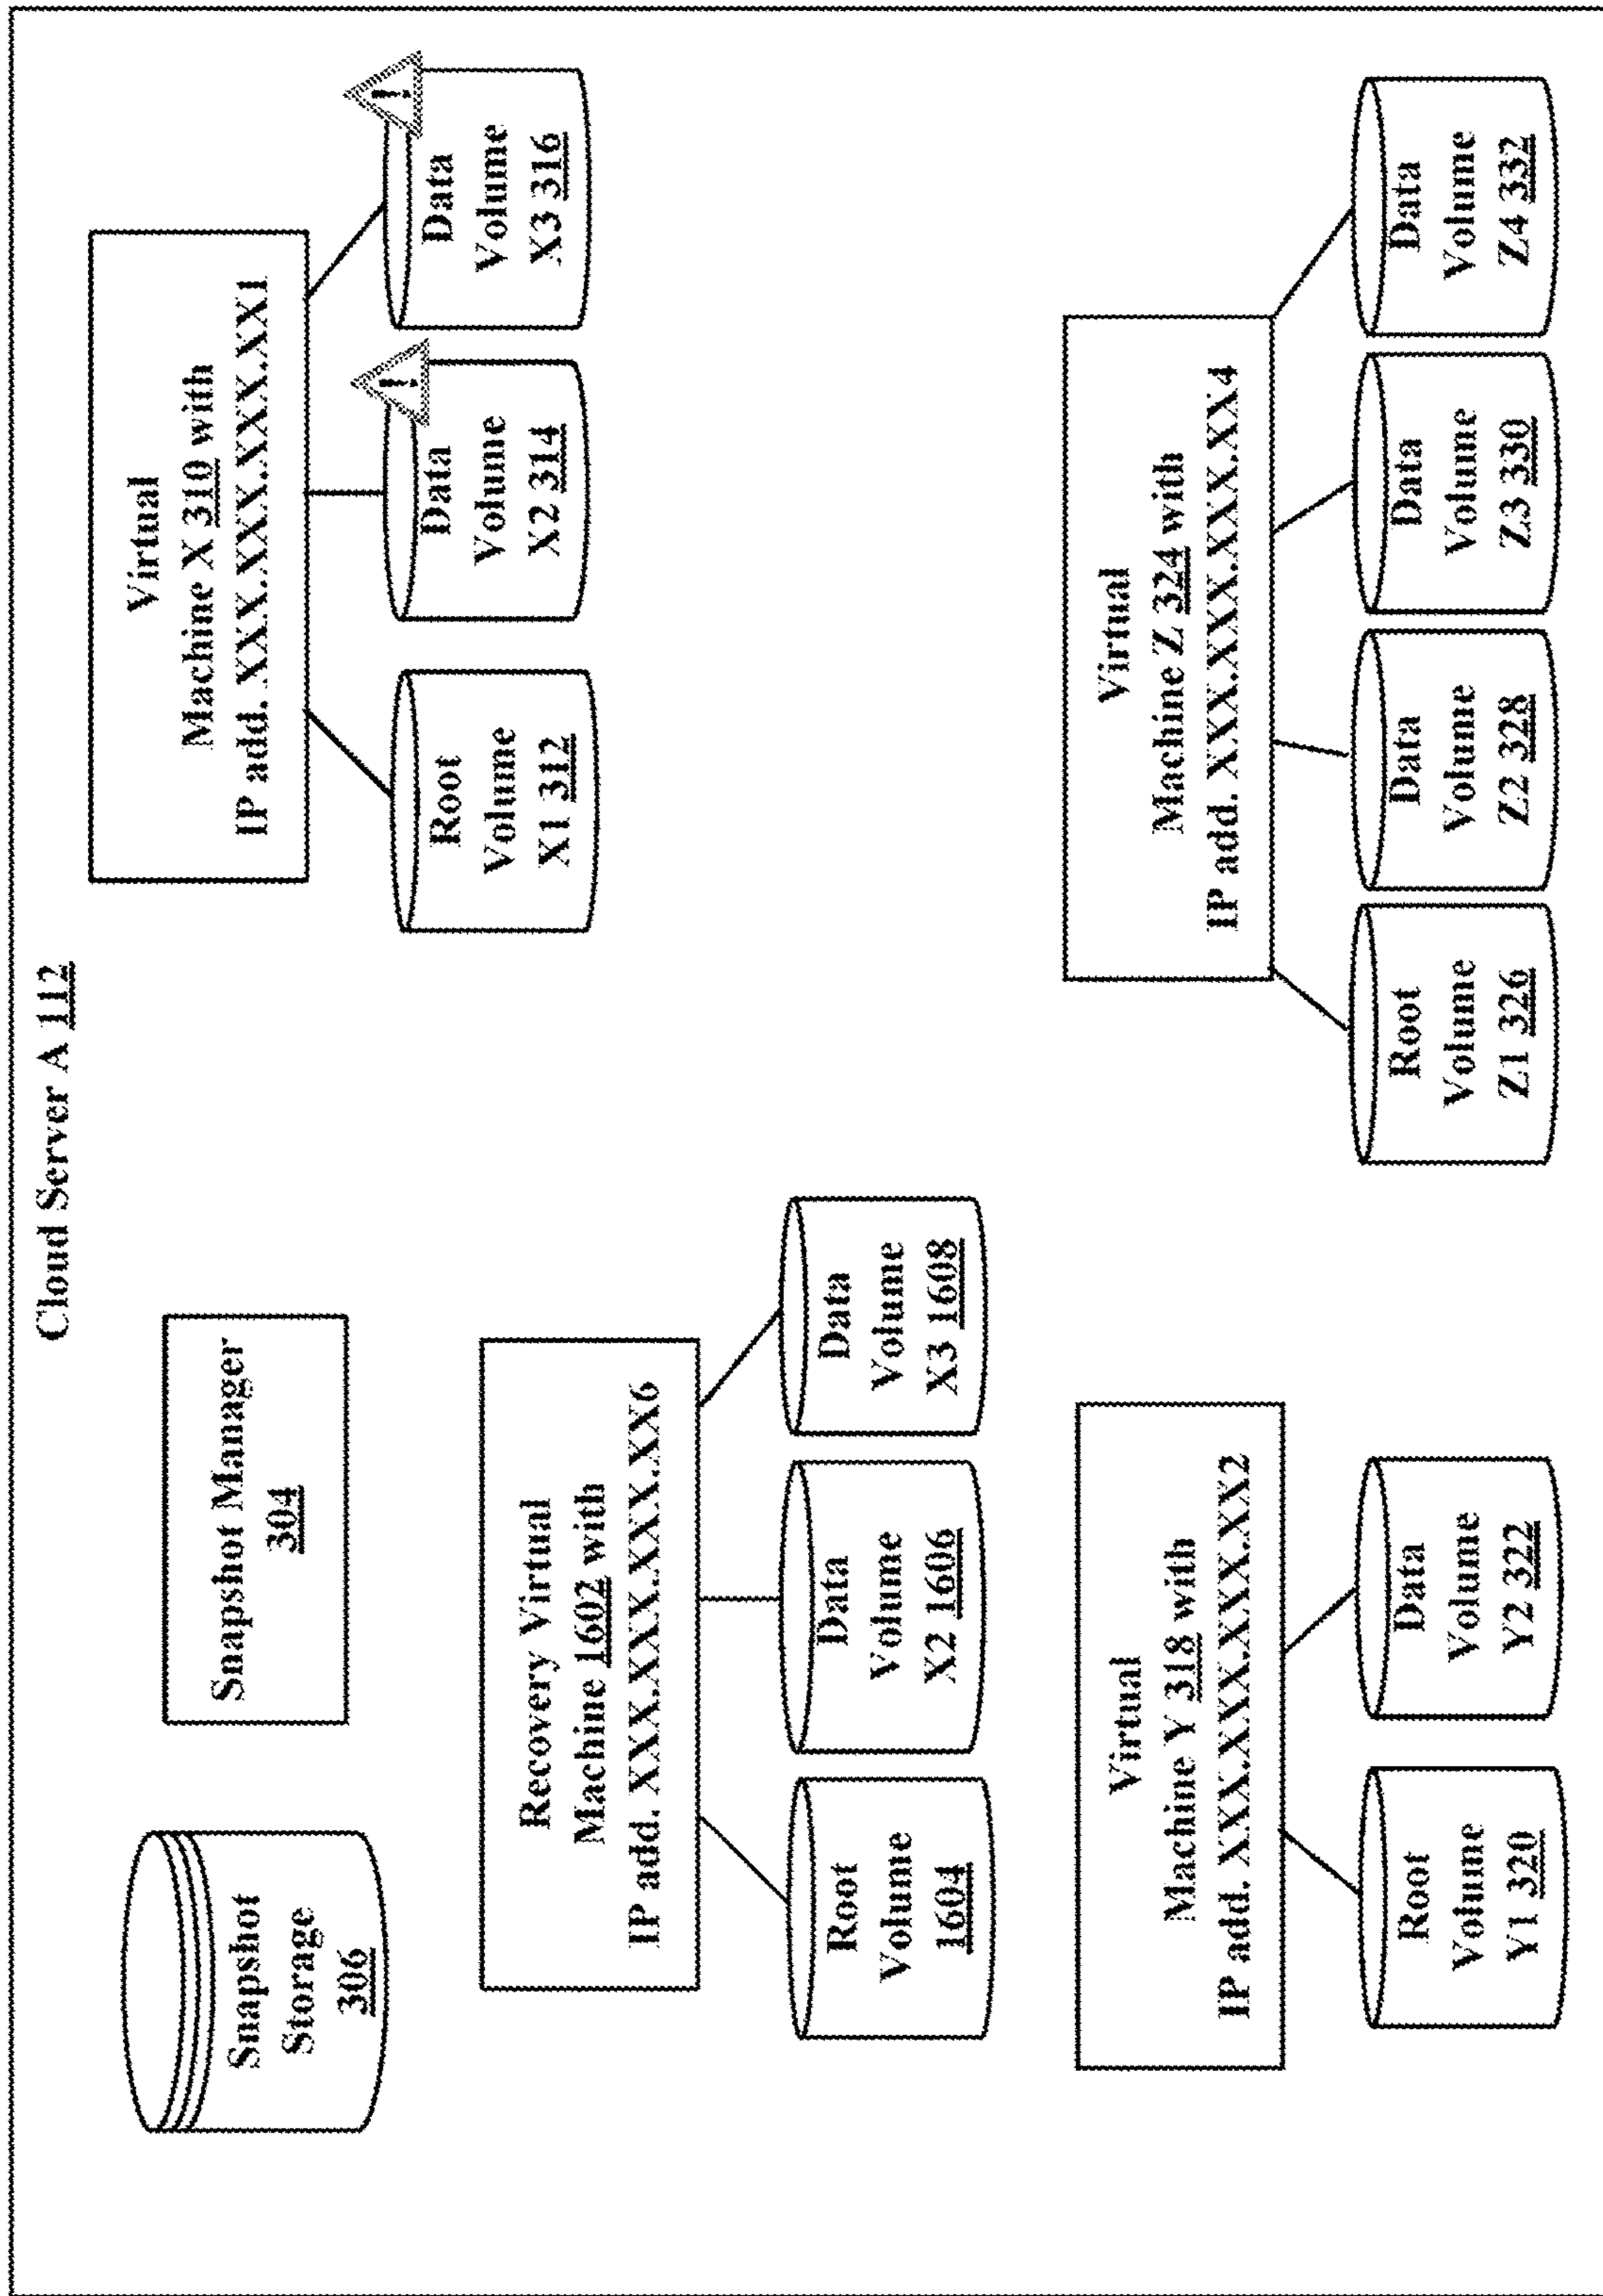 Cloud Server A 112
Snapshot
Storage
306
Snapshot Manager
304
Virtual
Machine X 310 with
IP add. XXX.XXX.XXX.XX1
Root
Volume
X1 312
Data
Volume
X2 314
!
Data
Volume
X3 316
!
Recovery Virtual
Machine 1602 with
IP add. XXX.XXX.XXX.XX6
Root
Volume
1604
Data
Volume
X2 1606
Data
Volume
X3 1608
Virtual
Machine Y 318 with
IP add. XXX.XXX.XXX.XX2
Root
Volume
Y1 320
Data
Volume
Y2 322
Virtual
Machine Z 324 with
IP add. XXX.XXX.XXX.XX4
Root
Volume
Z1 326
Data
Volume
Z2 328
Data
Volume
Z3 330
Data
Volume
Z4 332